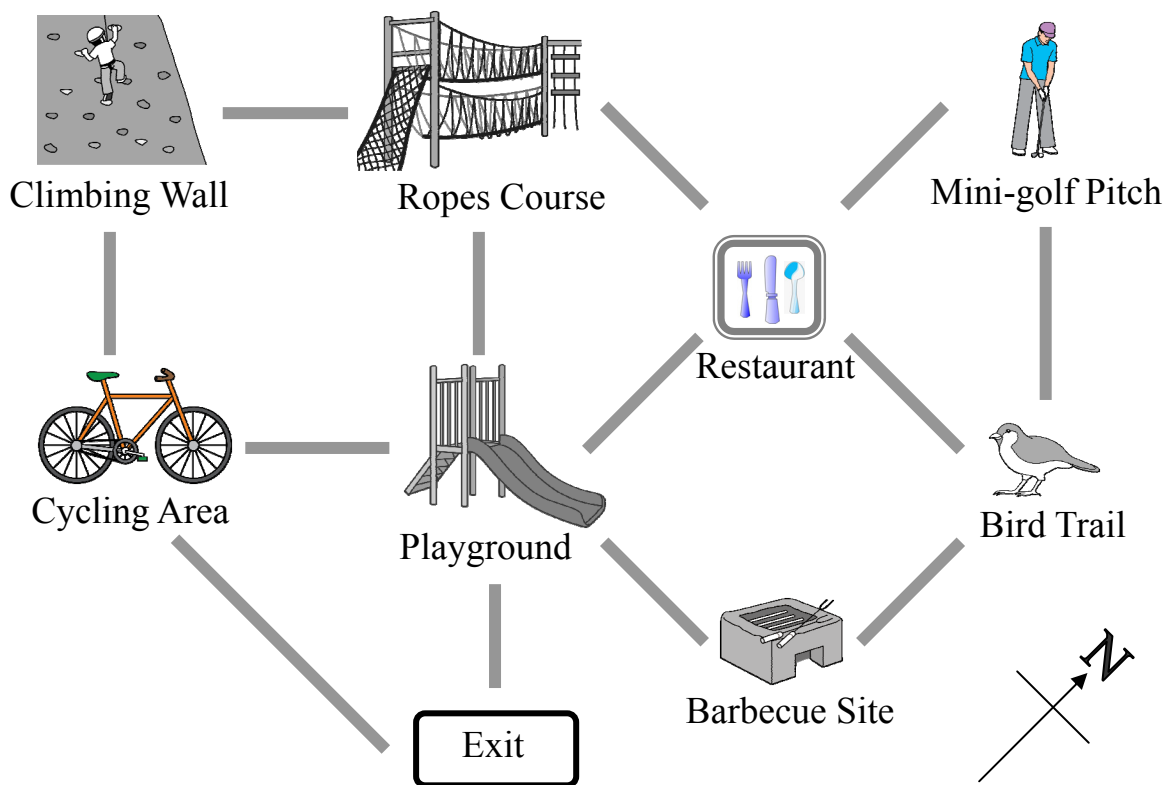 Climbing Wall
Ropes Course
Mini-golf Pitch
Restaurant
Cycling Area
Playground
Bird Trail
Barbecue Site
Exit
N